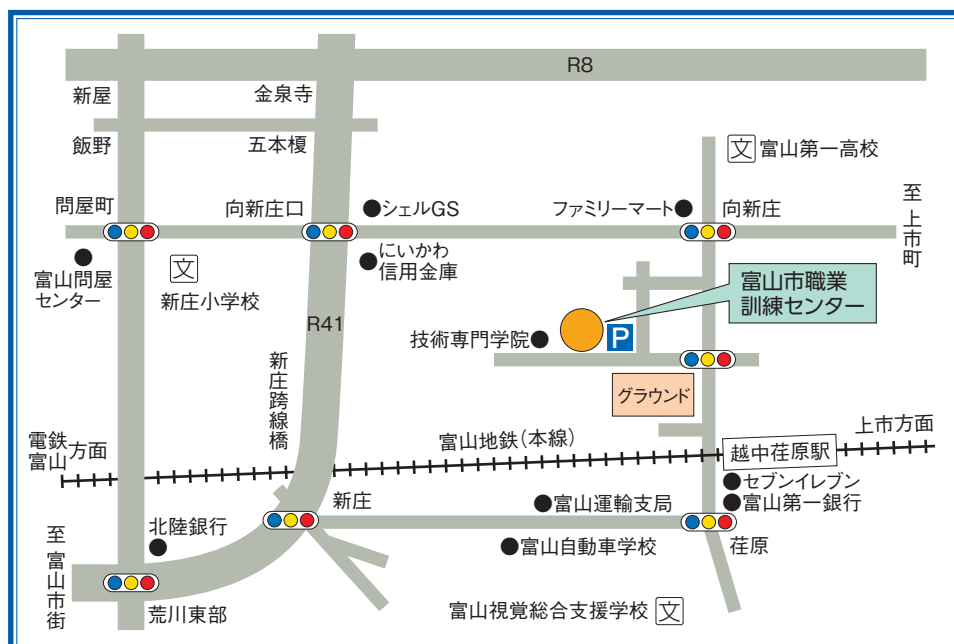 R8
新屋
金泉寺
飯野
五本榎
文
富山第一高校
問屋町
向新庄口
シェルGS
ファミリーマート
向新庄
至上市町
富山問屋
センター
文
新庄小学校
にいかわ
信用金庫
富山市職業
訓練センター
R41
技術専門学院
P
新庄跨線橋
グラウンド
電鉄
富山
方面
富山地鉄(本線)
上市方面
越中荏原駅
セブンイレブン
富山第一銀行
新庄
富山運輸支局
北陸銀行
至富山市街
富山自動車学校
荏原
荒川東部
富山視覚総合支援学校
文